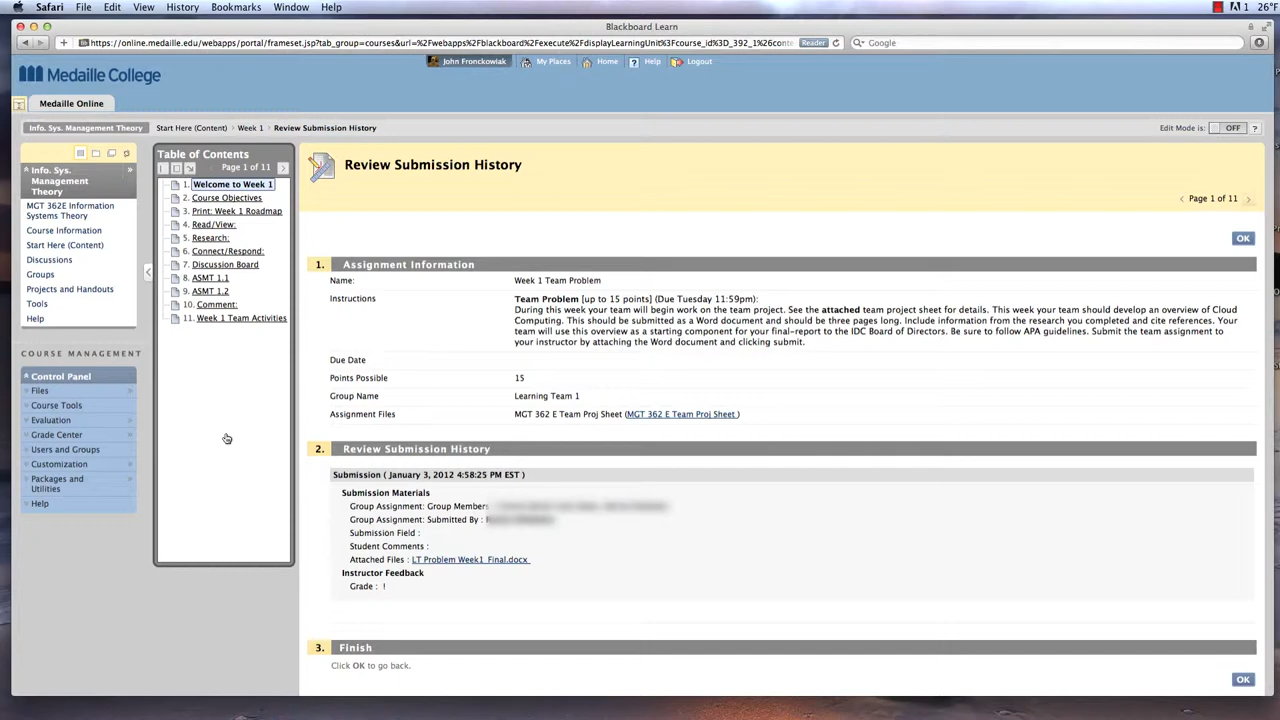 Safari File Edit View History Bookmarks Window Help 1 26°F
Blackboard Learn
https://online.medaille.edu/webapps/portal/frameset.jsp?tab_group=courses&url=%2Fwebapps%2Fblackboard%2Fexecute%2FdisplayLearningUnit%3Fcourse_id%3D_392_1%26conte Reader Google
John Fronckowiak My Places Home Help Logout
Medaille College
Medaille Online
Info. Sys. Management Theory Start Here (Content) Week 1 Review Submission History Edit Mode is: OFF ?
Info. Sys.
Management
Theory
MGT 362E Information
Systems Theory
Course Information
Start Here (Content)
Discussions
Groups
Projects and Handouts
Tools
Help
COURSE MANAGEMENT
Control Panel
Files
Course Tools
Evaluation
Grade Center
Users and Groups
Customization
Packages and
Utilities
Help
Table of Contents
Page 1 of 11
1. Welcome to Week 1
2. Course Objectives
3. Print: Week 1 Roadmap
4. Read/View:
5. Research:
6. Connect/Respond:
7. Discussion Board
8. ASMT 1.1
9. ASMT 1.2
10. Comment:
11. Week 1 Team Activities
Review Submission History
Page 1 of 11
OK
1. Assignment Information
Name: Week 1 Team Problem
Instructions Team Problem [up to 15 points] (Due Tuesday 11:59pm):
During this week your team will begin work on the team project. See the attached team project sheet for details. This week your team should develop an overview of Cloud
Computing. This should be submitted as a Word document and should be three pages long. Include information from the research you completed and cite references. Your
team will use this overview as a starting component for your final-report to the IDC Board of Directors. Be sure to follow APA guidelines. Submit the team assignment to
your instructor by attaching the Word document and clicking submit.
Due Date
Points Possible 15
Group Name Learning Team 1
Assignment Files MGT 362 E Team Proj Sheet (MGT 362 E Team Proj Sheet )
2. Review Submission History
Submission ( January 3, 2012 4:58:25 PM EST )
Submission Materials
Group Assignment: Group Members
Group Assignment: Submitted By :
Submission Field :
Student Comments :
Attached Files : LT Problem Week1 Final.docx
Instructor Feedback
Grade : !
3. Finish
Click OK to go back.
OK